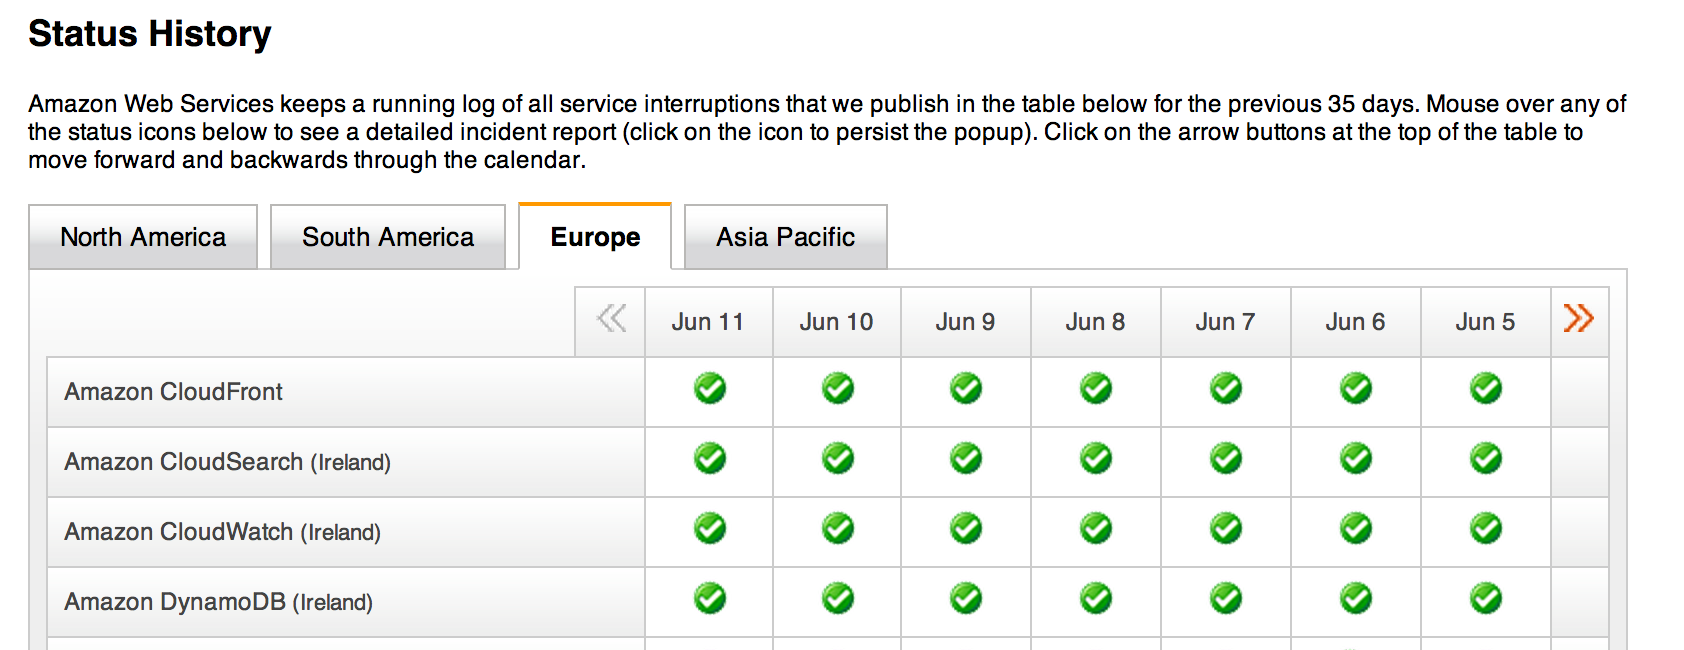 Status History
Amazon Web Services keeps a running log of all service interruptions that we publish in the table below for the previous 35 days. Mouse over any of
the status icons below to see a detailed incident report (click on the icon to persist the popup). Click on the arrow buttons at the top of the table to
move forward and backwards through the calendar.
North America South America Europe Asia Pacific
Jun 11 Jun 10 Jun 9 Jun 8 Jun 7 Jun 6 Jun 5
Amazon CloudFront
Amazon CloudSearch (Ireland)
Amazon CloudWatch (Ireland)
Amazon DynamoDB (Ireland)